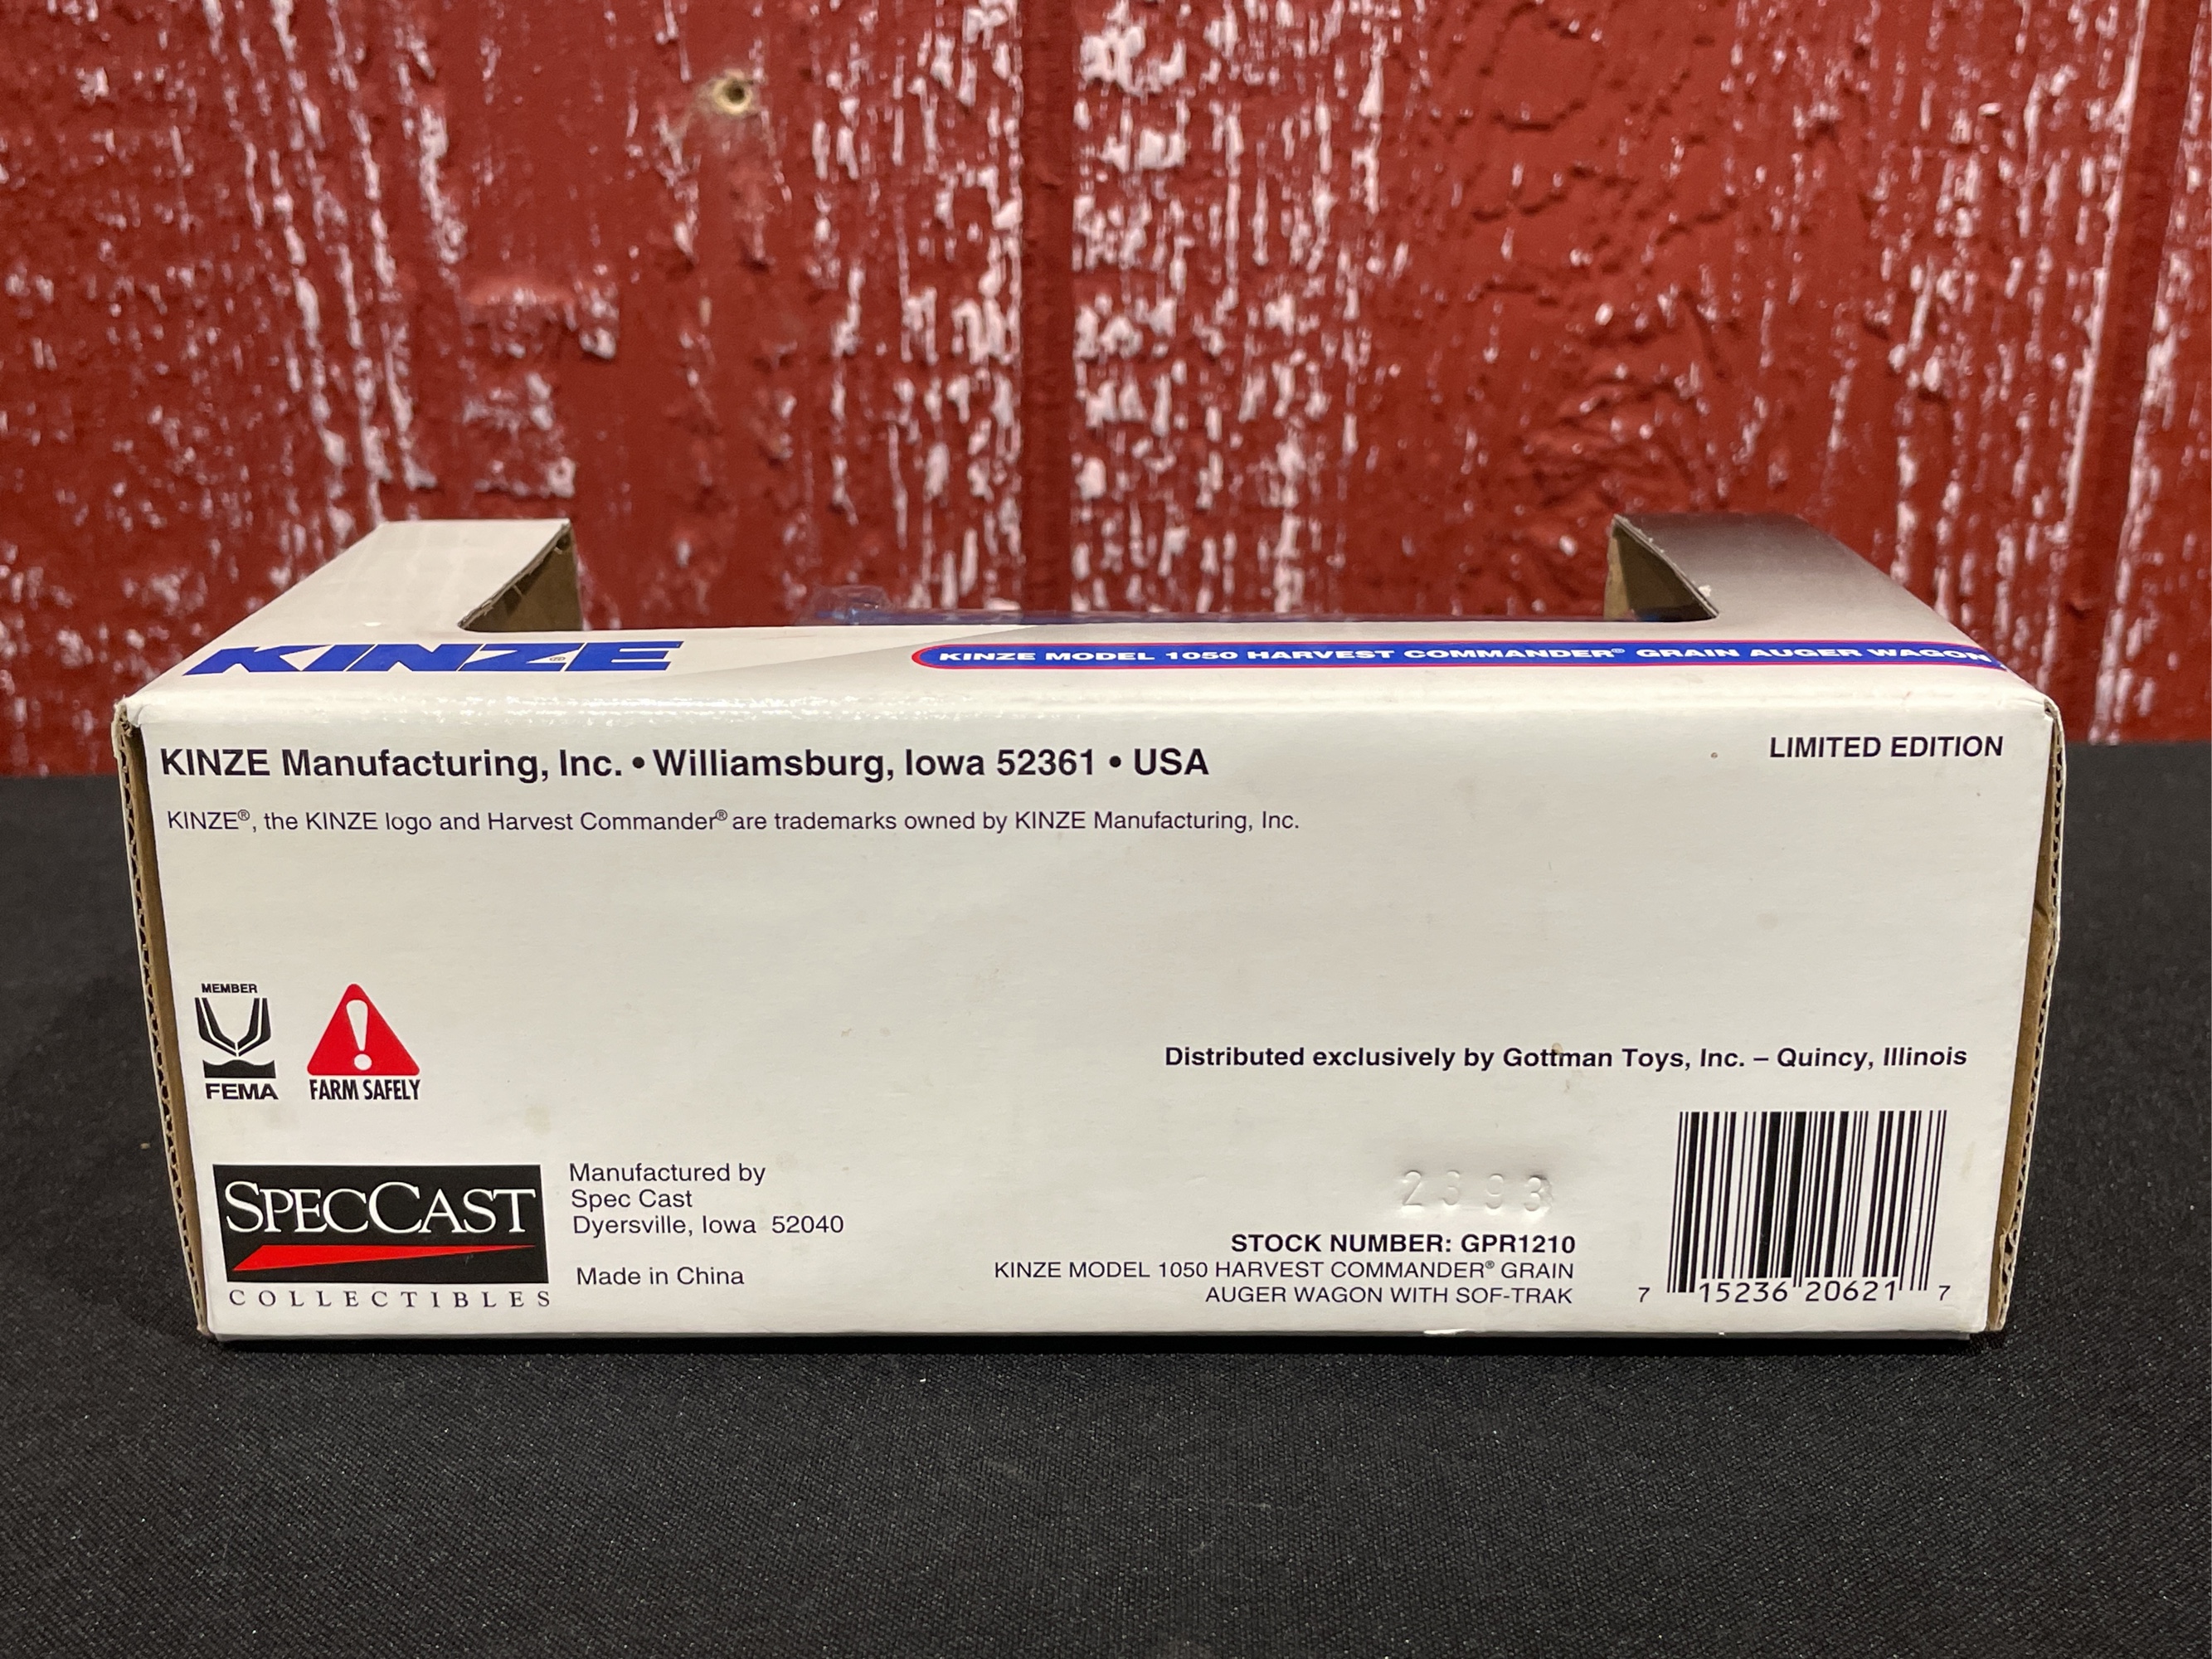 KINZE®
KINZE MODEL 1050 HARVEST COMMANDER® GRAIN AUGER WAGON
KINZE Manufacturing, Inc. • Williamsburg, Iowa 52361 • USA
LIMITED EDITION
KINZE®, the KINZE logo and Harvest Commander® are trademarks owned by KINZE Manufacturing, Inc.
MEMBER
FEMA
FARM SAFELY
Distributed exclusively by Gottman Toys, Inc. – Quincy, Illinois
SPECCAST
COLLECTIBLES
Manufactured by
Spec Cast
Dyersville, Iowa 52040
Made in China
2393
STOCK NUMBER: GPR1210
KINZE MODEL 1050 HARVEST COMMANDER® GRAIN
AUGER WAGON WITH SOF-TRAK
7 15236 20621 7